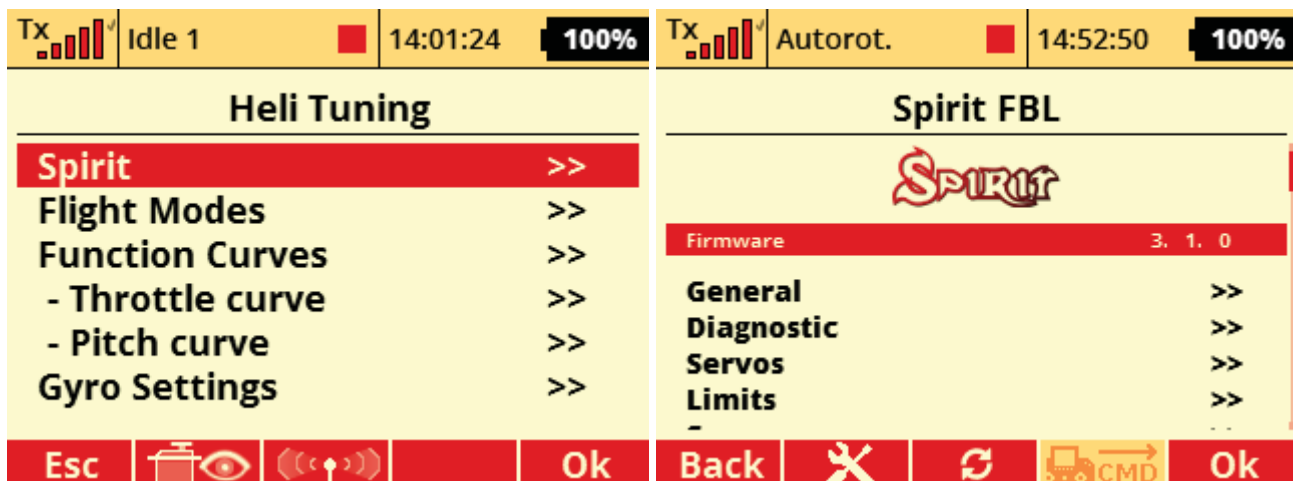 Tx Idle 1 14:01:24 100%
Heli Tuning
Spirit >>
Flight Modes >>
Function Curves >>
- Throttle curve >>
- Pitch curve >>
Gyro Settings >>
Esc Ok
Tx Autorot. 14:52:50 100%
Spirit FBL
SPIRIT
Firmware 3. 1. 0
General >>
Diagnostic >>
Servos >>
Limits >>
Back CMD Ok